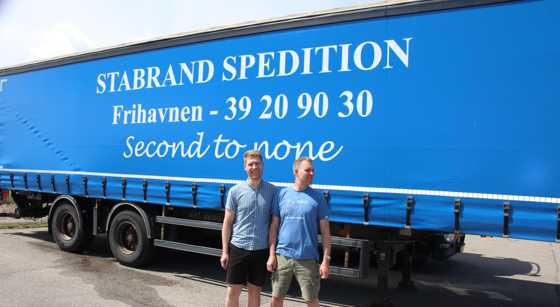 STABRAND SPEDITION
Frihavnen - 39 20 90 30
Second to none